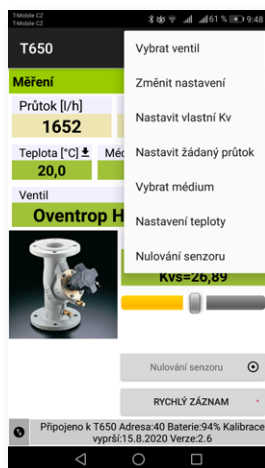 T-Mobile CZ
T-Mobile CZ
61 % 9:48
T650
Vybrat ventil
Změnit nastavení
Nastavit vlastní Kv
Nastavit žádaný průtok
Vybrat médium
Nastavení teploty
Nulování senzoru
Měření
Průtok [l/h]
1652
Teplota [°C]
20,0
Ventil
Oventrop
Kvs=26,89
Nulování senzoru
RYCHLÝ ZÁZNAM
Připojeno k T650 Adresa:40 Baterie:94% Kalibrace
vyprší:15.8.2020 Verze:2.6